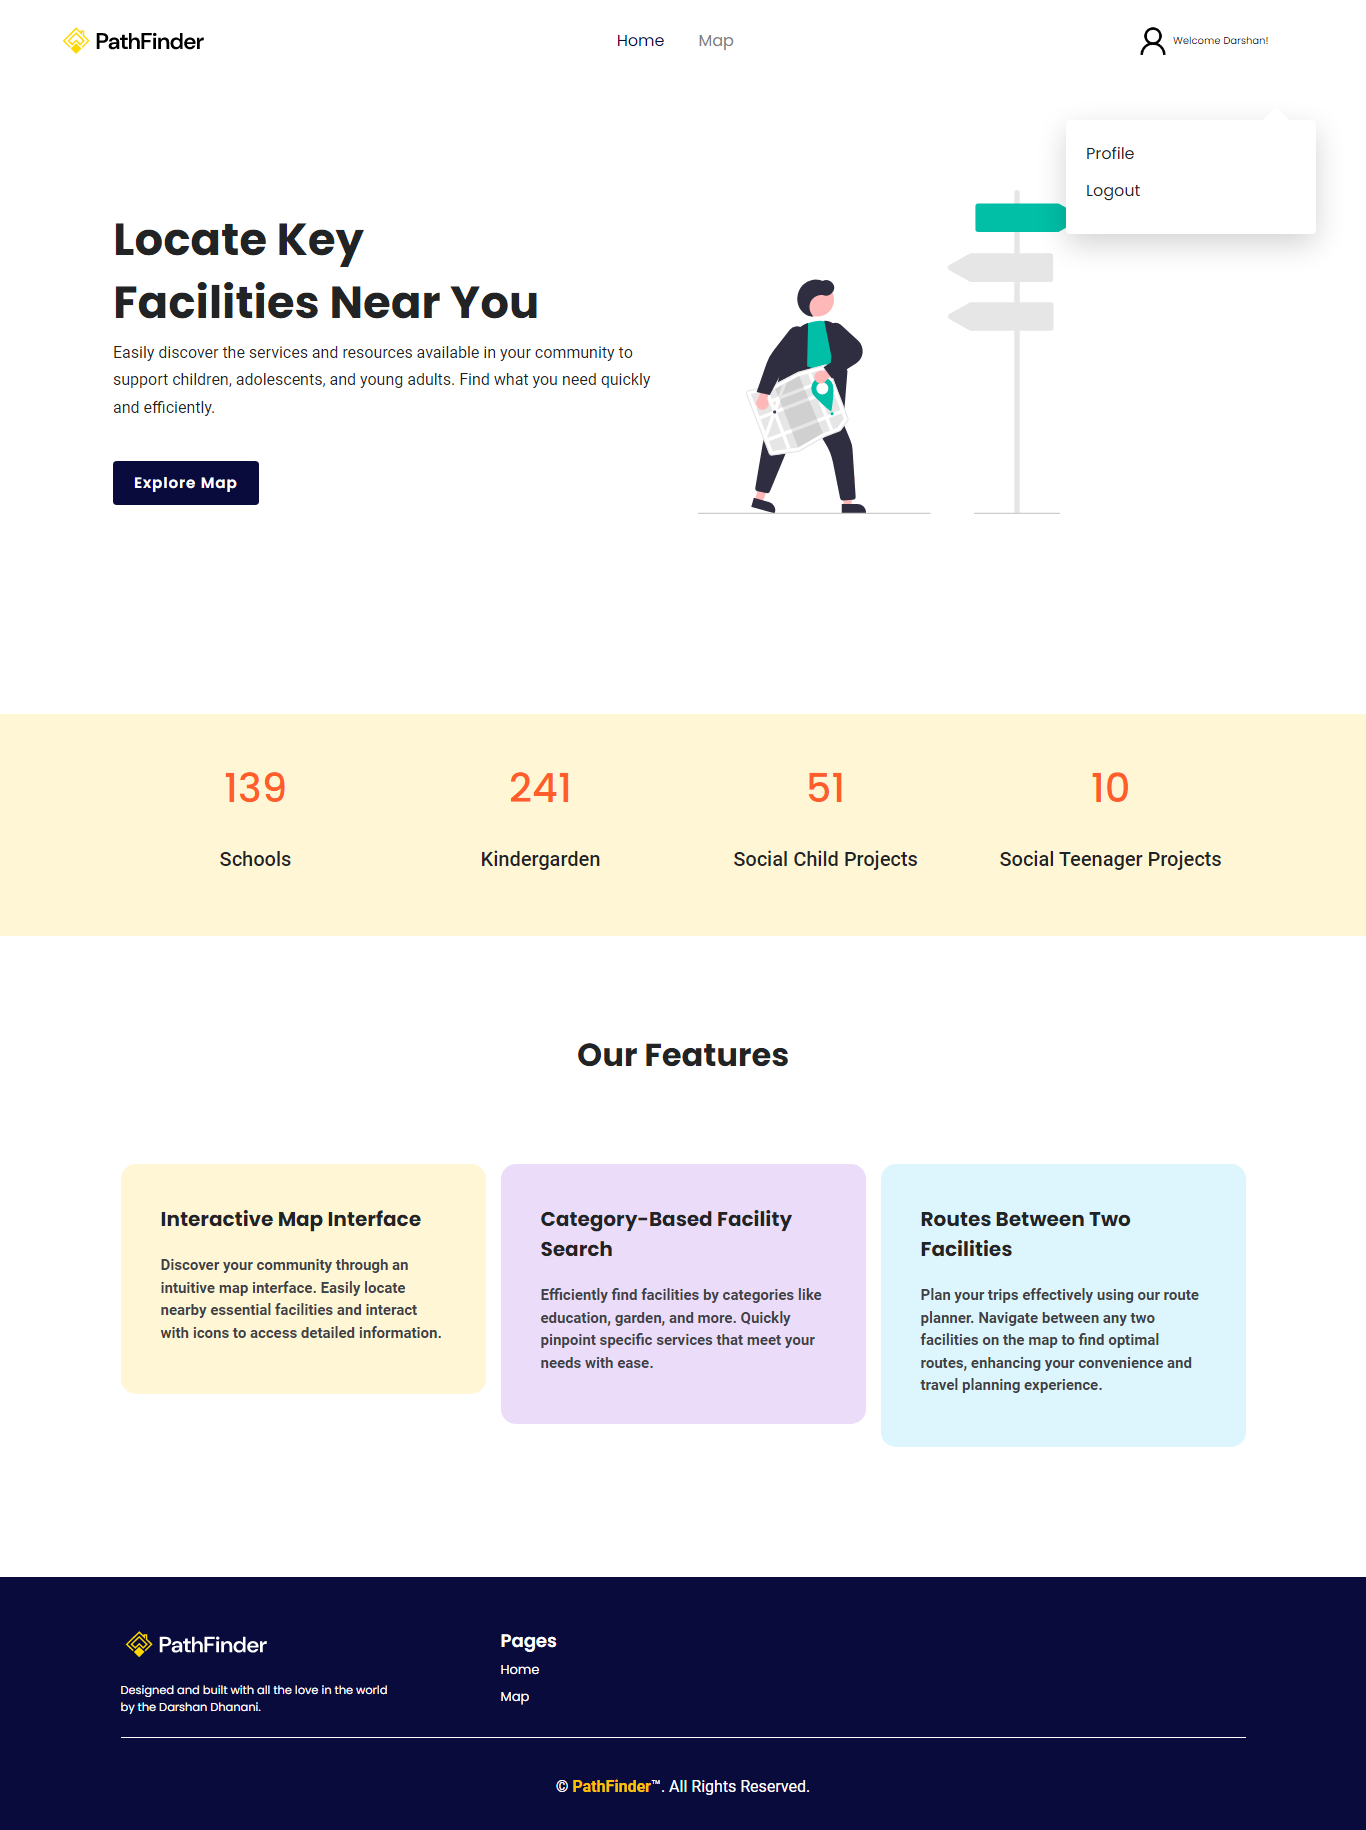 PathFinder
Home
Map
Welcome Darshan!
Profile
Logout
Locate Key
Facilities Near You
Easily discover the services and resources available in your community to
support children, adolescents, and young adults. Find what you need quickly
and efficiently.
Explore Map
139
Schools
241
Kindergarden
51
Social Child Projects
10
Social Teenager Projects
Our Features
Interactive Map Interface
Discover your community through an
intuitive map interface. Easily locate
nearby essential facilities and interact
with icons to access detailed information.
Category-Based Facility
Search
Efficiently find facilities by categories like
education, garden, and more. Quickly
pinpoint specific services that meet your
needs with ease.
Routes Between Two
Facilities
Plan your trips effectively using our route
planner. Navigate between any two
facilities on the map to find optimal
routes, enhancing your convenience and
travel planning experience.
PathFinder
Designed and built with all the love in the world
by the Darshan Dhanani.
Pages
Home
Map
© PathFinder™. All Rights Reserved.